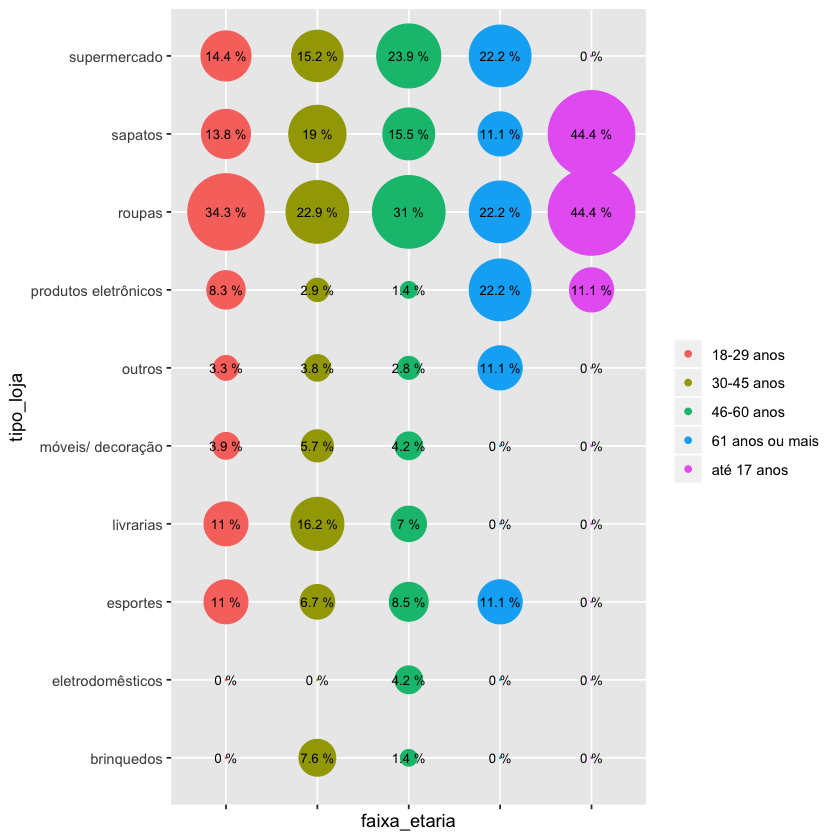 supermercado 14.4 % 15.2 % 23.9 % 22.2 % 0 %
sapatos 13.8 % 19 % 15.5 % 11.1 % 44.4 %
roupas 34.3 % 22.9 % 31 % 22.2 % 44.4 %
produtos eletrônicos 8.3 % 2.9 % 1.4 % 22.2 % 11.1 %
outros 3.3 % 3.8 % 2.8 % 11.1 % 0 %
móveis/ decoração 3.9 % 5.7 % 4.2 % 0 % 0 %
livrarias 11 % 16.2 % 7 % 0 % 0 %
esportes 11 % 6.7 % 8.5 % 11.1 % 0 %
eletrodomêsticos 0 % 0 % 4.2 % 0 % 0 %
brinquedos 0 % 7.6 % 1.4 % 0 % 0 %
tipo_loja
faixa_etaria
18-29 anos
30-45 anos
46-60 anos
61 anos ou mais
até 17 anos